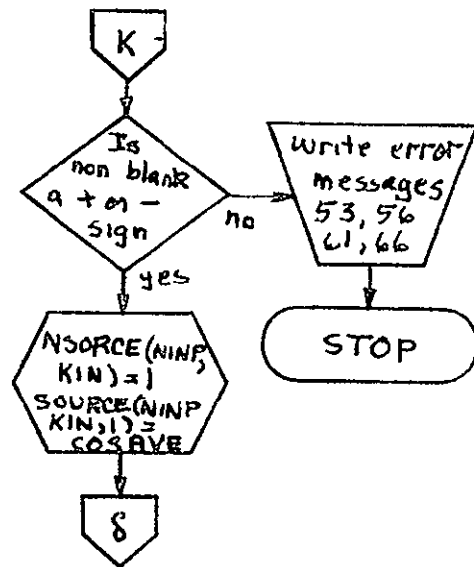 K
Is
non blank
a + or -
sign
no
yes
write error
messages
53, 56
61, 66
STOP
NSORCE(NINP,
KIN) = 1
SOURCE(NINP
KIN, 1) =
COSAVE
δ